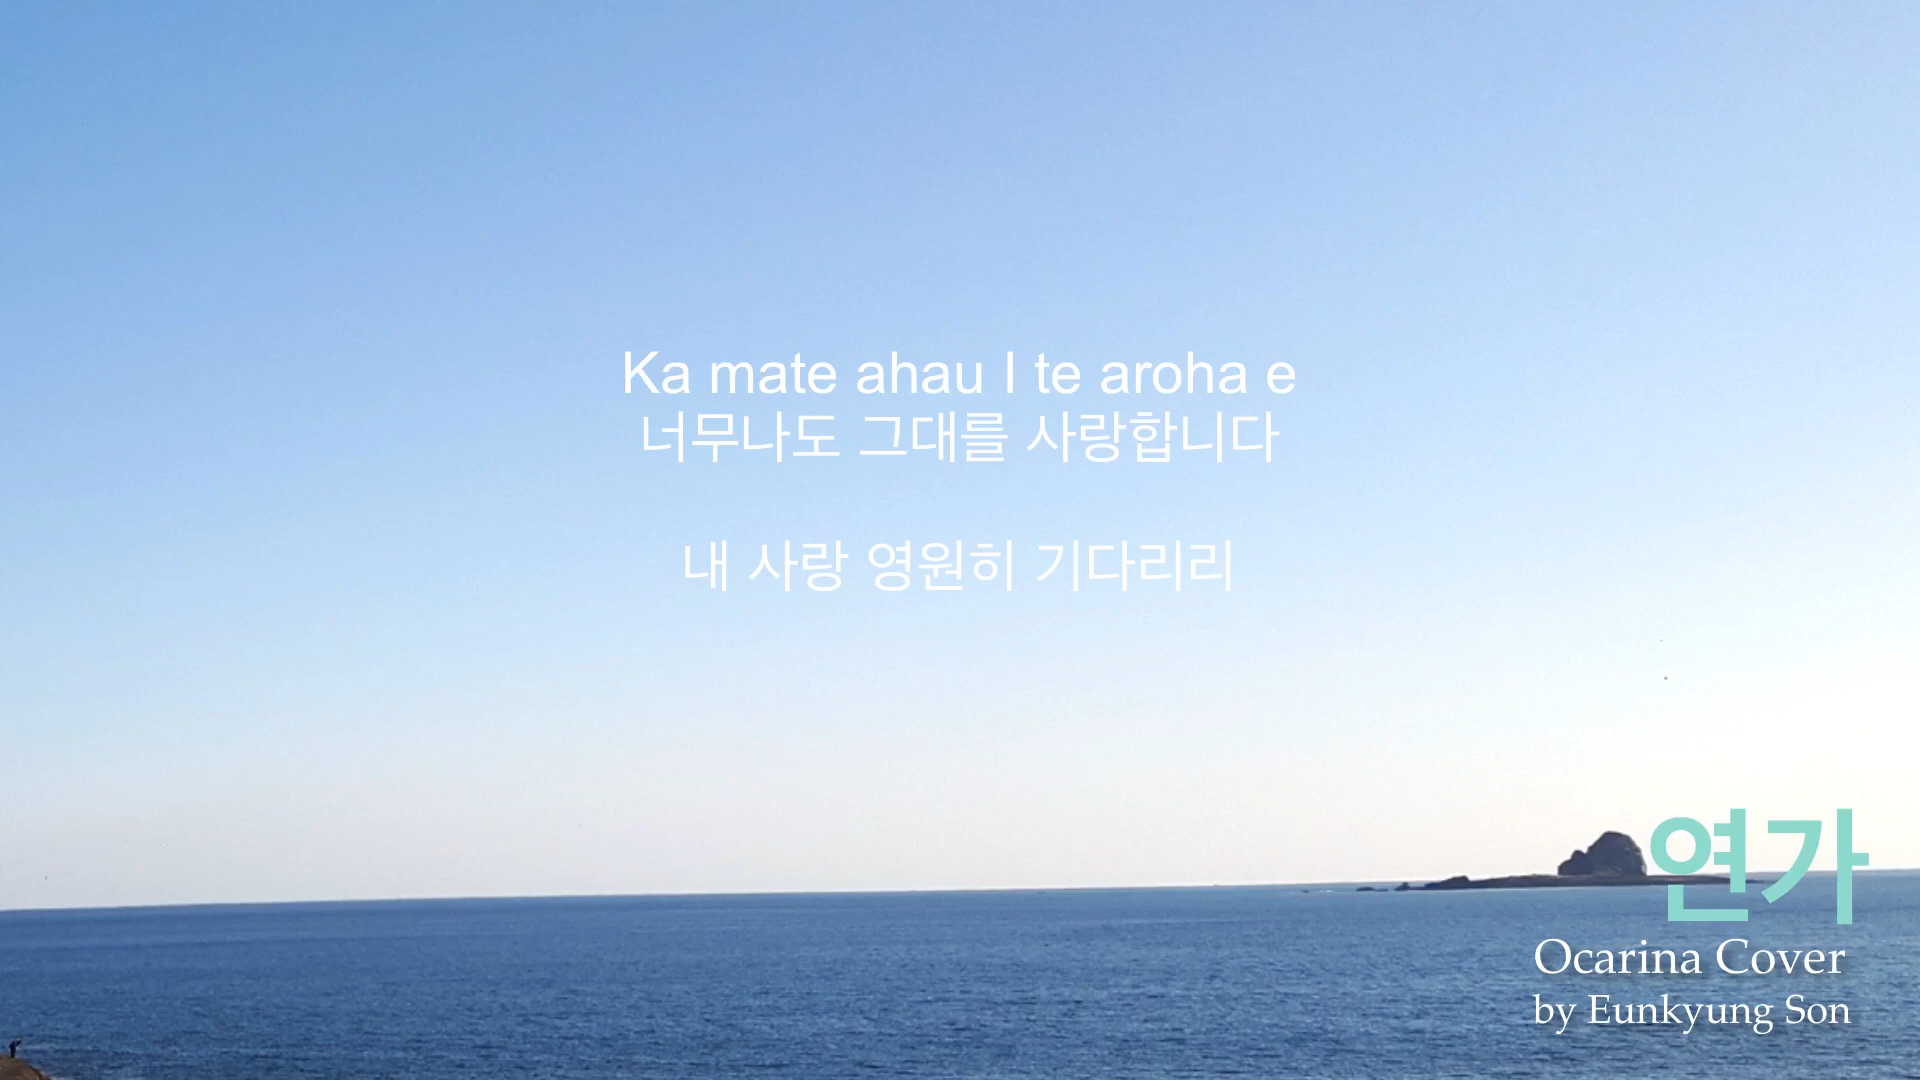 Ka mate ahau I te aroha e
너무나도 그대를 사랑합니다
내 사랑 영원히 기다리리
연가
Ocarina Cover
by Eunkyung Son